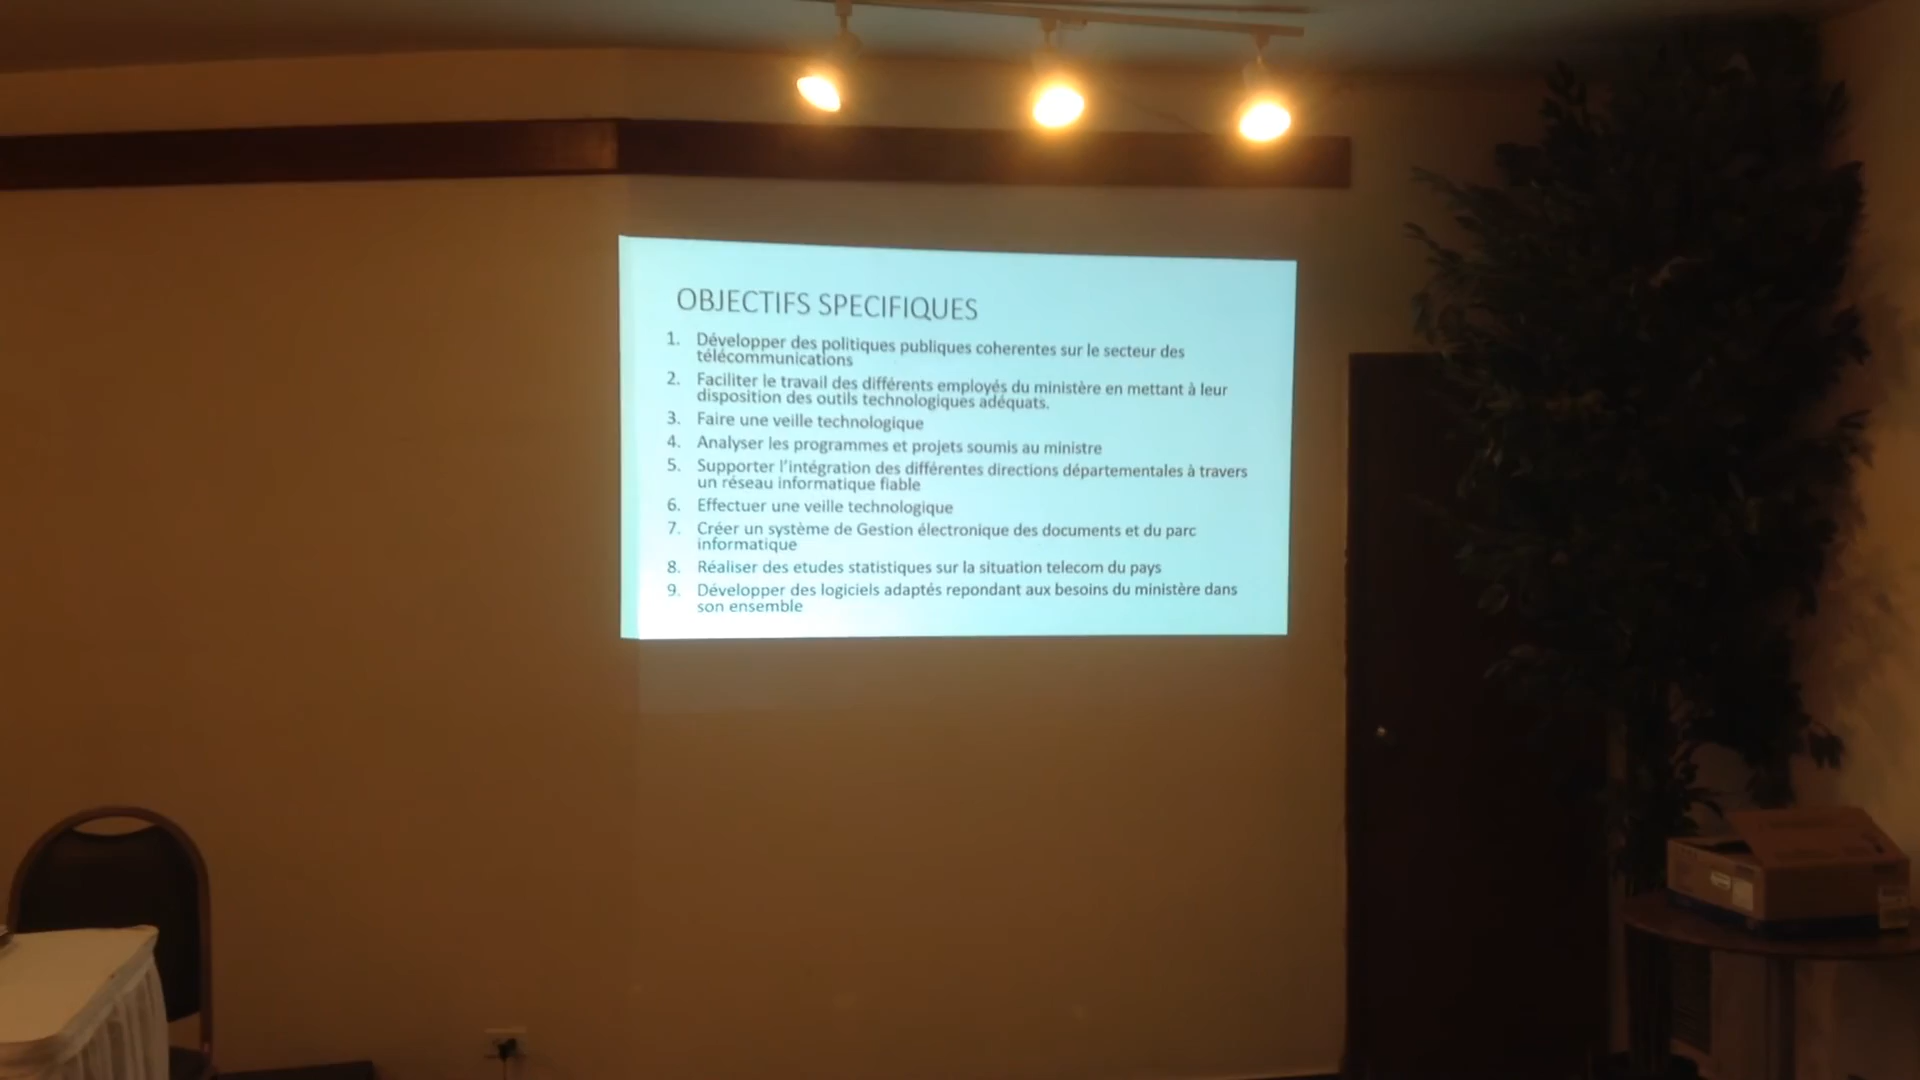 OBJECTIFS SPECIFIQUES
1. Développer des politiques publiques coherentes sur le secteur des
télécommunications
2. Faciliter le travail des différents employés du ministère en mettant à leur
disposition des outils technologiques adéquats.
3. Faire une veille technologique
4. Analyser les programmes et projets soumis au ministre
5. Supporter l'intégration des différentes directions départementales à travers
un réseau informatique fiable
6. Effectuer une veille technologique
7. Créer un système de Gestion électronique des documents et du parc
informatique
8. Réaliser des etudes statistiques sur la situation telecom du pays
9. Développer des logiciels adaptés repondant aux besoins du ministère dans
son ensemble